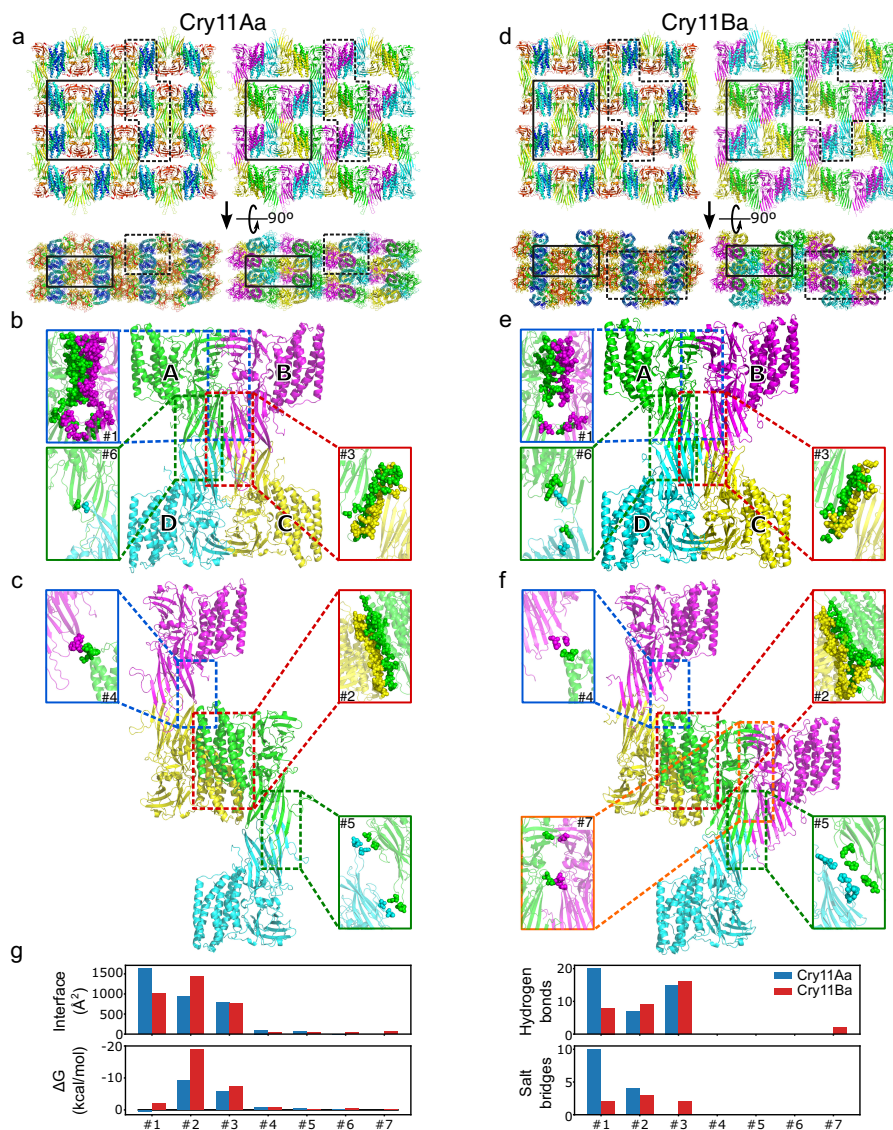 Cry11Aa
Cry11Ba
a
d
90°
90°
b
e
A
B
#1
#6
#3
D
C
A
B
#1
#6
#3
D
C
c
f
#4
#2
#5
#4
#2
#7
#5
g
Interface
(Å²)
1500
1000
500
0
Hydrogen
bonds
20
10
0
Cry11Aa
Cry11Ba
ΔG
(kcal/mol)
-20
-10
0
Salt
bridges
10
5
0
#1 #2 #3 #4 #5 #6 #7
#1 #2 #3 #4 #5 #6 #7